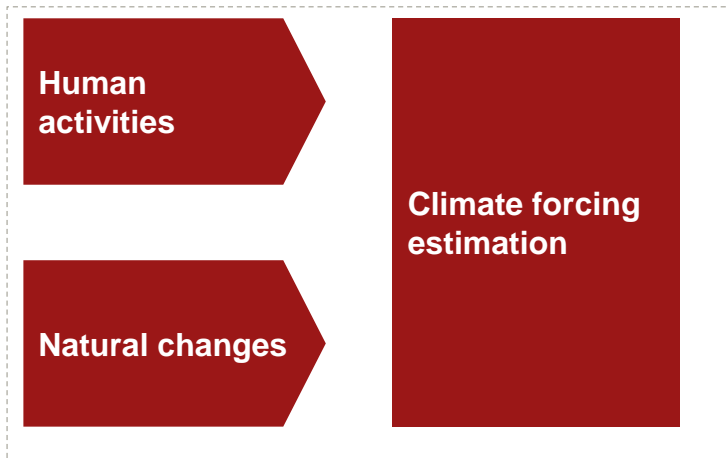 Human
activities
Climate forcing
estimation
Natural changes